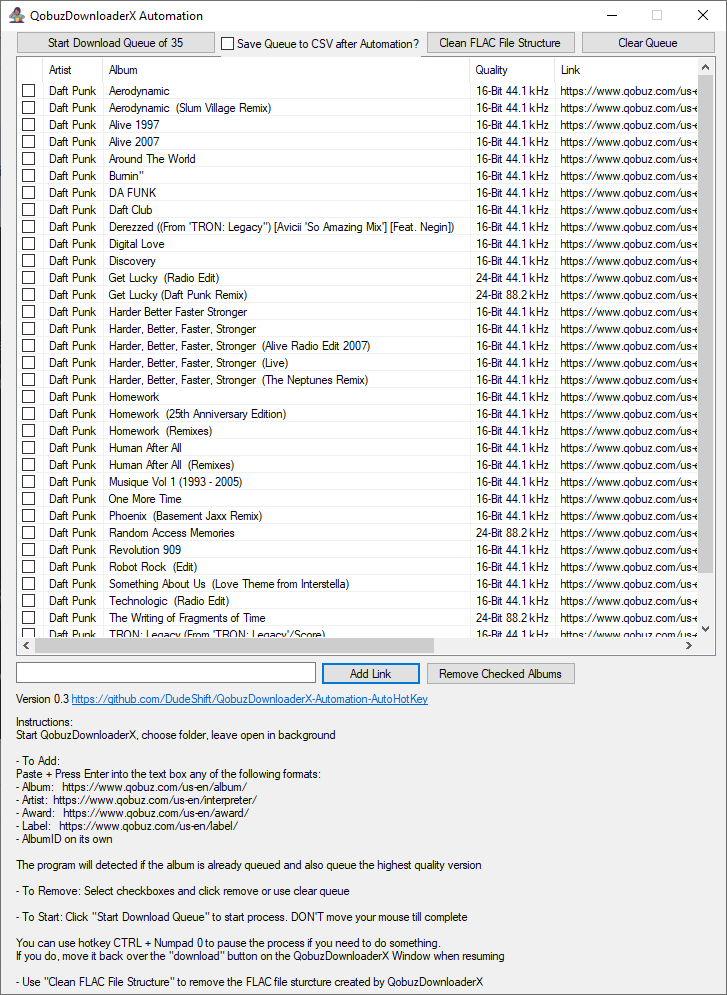 QobuzDownloaderX Automation
Start Download Queue of 35 Save Queue to CSV after Automation? Clean FLAC File Structure Clear Queue
Artist Album Quality Link
Daft Punk Aerodynamic 16-Bit 44.1 kHz https://www.qobuz.com/us-e
Daft Punk Aerodynamic (Slum Village Remix) 16-Bit 44.1 kHz https://www.qobuz.com/us-e
Daft Punk Alive 1997 16-Bit 44.1 kHz https://www.qobuz.com/us-e
Daft Punk Alive 2007 16-Bit 44.1 kHz https://www.qobuz.com/us-e
Daft Punk Around The World 16-Bit 44.1 kHz https://www.qobuz.com/us-e
Daft Punk Burnin" 16-Bit 44.1 kHz https://www.qobuz.com/us-e
Daft Punk DA FUNK 16-Bit 44.1 kHz https://www.qobuz.com/us-e
Daft Punk Daft Club 16-Bit 44.1 kHz https://www.qobuz.com/us-e
Daft Punk Derezzed ((From 'TRON: Legacy") [Avicii 'So Amazing Mix'] [Feat. Negin]) 16-Bit 44.1 kHz https://www.qobuz.com/us-e
Daft Punk Digital Love 16-Bit 44.1 kHz https://www.qobuz.com/us-e
Daft Punk Discovery 16-Bit 44.1 kHz https://www.qobuz.com/us-e
Daft Punk Get Lucky (Radio Edit) 24-Bit 44.1 kHz https://www.qobuz.com/us-e
Daft Punk Get Lucky (Daft Punk Remix) 24-Bit 88.2 kHz https://www.qobuz.com/us-e
Daft Punk Harder Better Faster Stronger 16-Bit 44.1 kHz https://www.qobuz.com/us-e
Daft Punk Harder, Better, Faster, Stronger 16-Bit 44.1 kHz https://www.qobuz.com/us-e
Daft Punk Harder, Better, Faster, Stronger (Alive Radio Edit 2007) 16-Bit 44.1 kHz https://www.qobuz.com/us-e
Daft Punk Harder, Better, Faster, Stronger (Live) 16-Bit 44.1 kHz https://www.qobuz.com/us-e
Daft Punk Harder, Better, Faster, Stronger (The Neptunes Remix) 16-Bit 44.1 kHz https://www.qobuz.com/us-e
Daft Punk Homework 16-Bit 44.1 kHz https://www.qobuz.com/us-e
Daft Punk Homework (25th Anniversary Edition) 16-Bit 44.1 kHz https://www.qobuz.com/us-e
Daft Punk Homework (Remixes) 16-Bit 44.1 kHz https://www.qobuz.com/us-e
Daft Punk Human After All 16-Bit 44.1 kHz https://www.qobuz.com/us-e
Daft Punk Human After All (Remixes) 16-Bit 44.1 kHz https://www.qobuz.com/us-e
Daft Punk Musique Vol 1 (1993 - 2005) 16-Bit 44.1 kHz https://www.qobuz.com/us-e
Daft Punk One More Time 16-Bit 44.1 kHz https://www.qobuz.com/us-e
Daft Punk Phoenix (Basement Jaxx Remix) 16-Bit 44.1 kHz https://www.qobuz.com/us-e
Daft Punk Random Access Memories 24-Bit 88.2 kHz https://www.qobuz.com/us-e
Daft Punk Revolution 909 16-Bit 44.1 kHz https://www.qobuz.com/us-e
Daft Punk Robot Rock (Edit) 16-Bit 44.1 kHz https://www.qobuz.com/us-e
Daft Punk Something About Us (Love Theme from Interstella) 16-Bit 44.1 kHz https://www.qobuz.com/us-e
Daft Punk Technologic (Radio Edit) 16-Bit 44.1 kHz https://www.qobuz.com/us-e
Daft Punk The Writing of Fragments of Time 24-Bit 88.2 kHz https://www.qobuz.com/us-e
Daft Punk TRON: Legacy (From 'TRON: Legacy'/Score) 16-Bit 44.1 kHz https://www.qobuz.com/us-e
Add Link Remove Checked Albums
Version 0.3 https://github.com/DudeShift/QobuzDownloaderX-Automation-AutoHotKey
Instructions:
Start QobuzDownloaderX, choose folder, leave open in background
- To Add:
Paste + Press Enter into the text box any of the following formats:
- Album: https://www.qobuz.com/us-en/album/
- Artist: https://www.qobuz.com/us-en/interpreter/
- Award: https://www.qobuz.com/us-en/award/
- Label: https://www.qobuz.com/us-en/label/
- AlbumID on its own
The program will detected if the album is already queued and also queue the highest quality version
- To Remove: Select checkboxes and click remove or use clear queue
- To Start: Click "Start Download Queue" to start process. DON'T move your mouse till complete
You can use hotkey CTRL + Numpad 0 to pause the process if you need to do something.
If you do, move it back over the "download" button on the QobuzDownloaderX Window when resuming
- Use "Clean FLAC File Structure" to remove the FLAC file sturcture created by QobuzDownloaderX